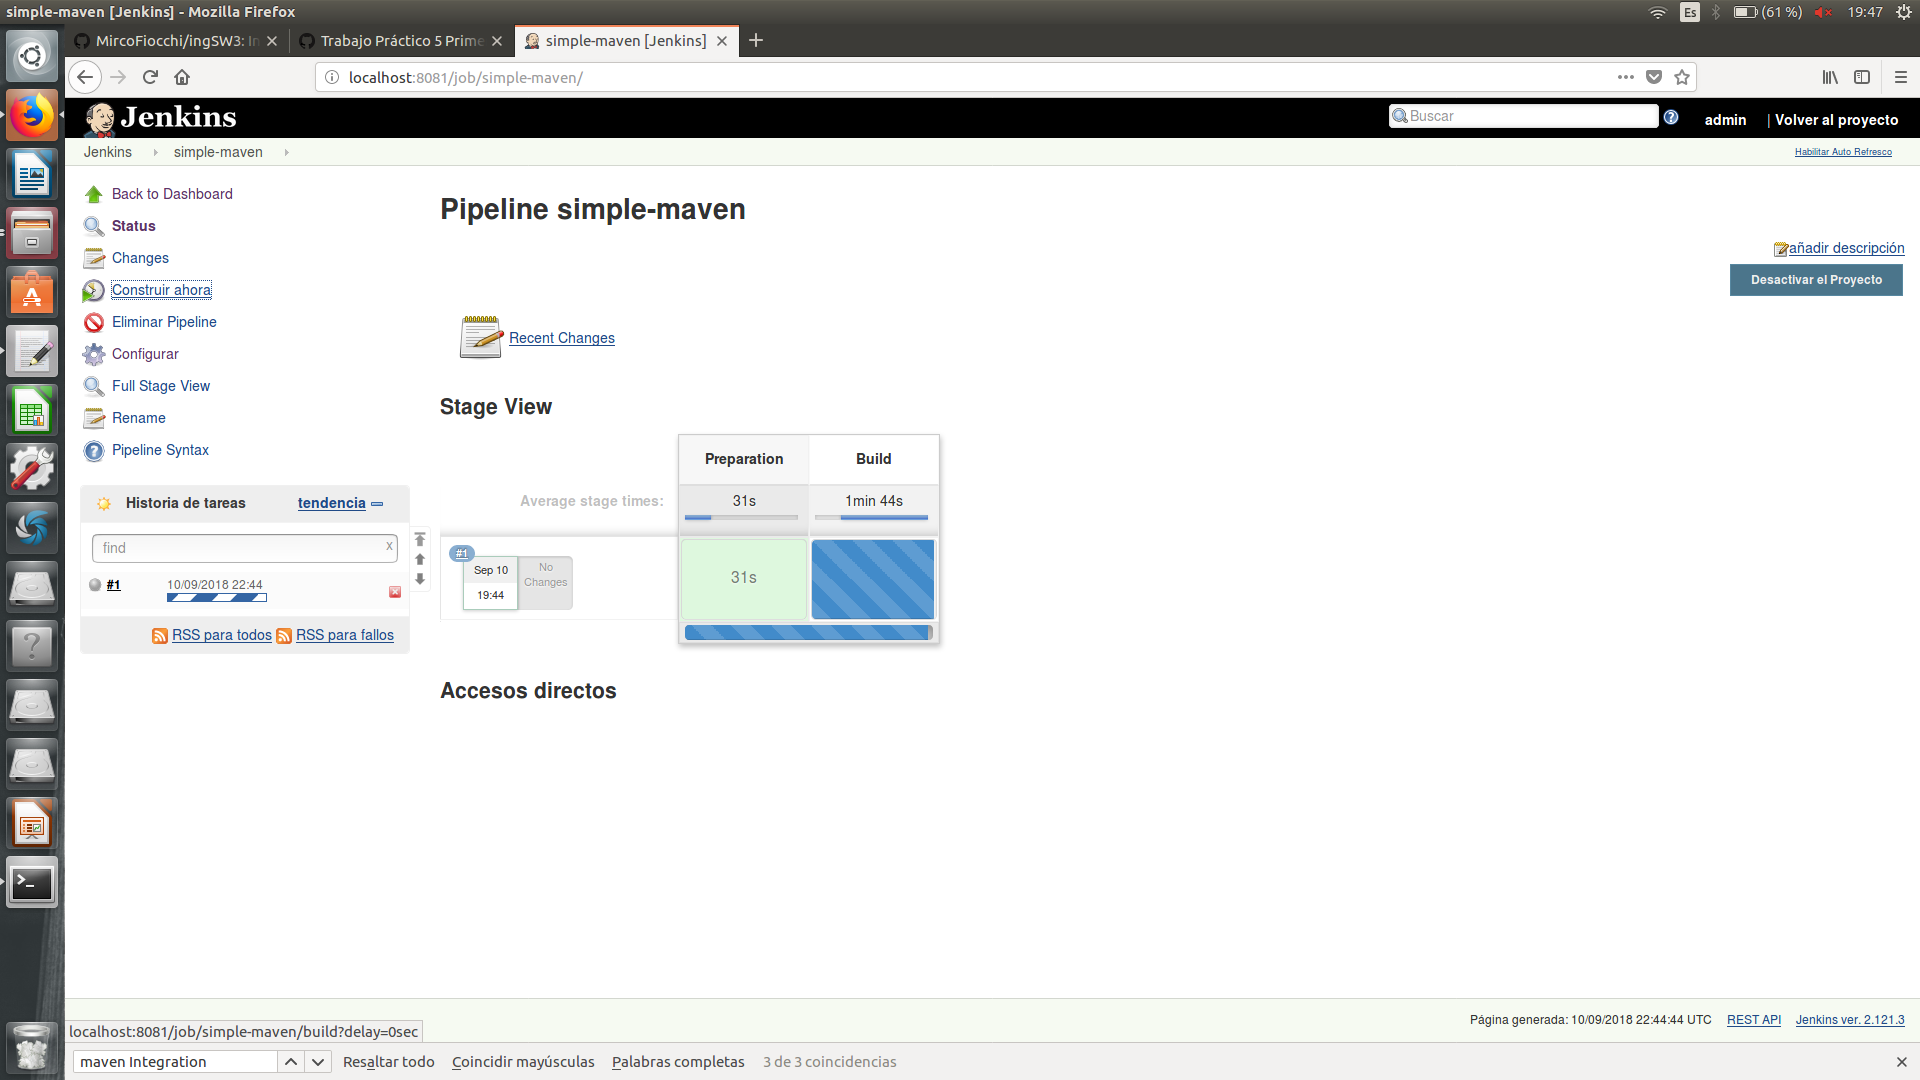 simple-maven [Jenkins] - Mozilla Firefox
Es
(61 %)
19:47
MircoFiocchi/ingSW3: In
Trabajo Práctico 5 Prime
simple-maven [Jenkins]
localhost:8081/job/simple-maven/
Jenkins
Buscar
admin
| Volver al proyecto
Jenkins
simple-maven
Habilitar Auto Refresco
Back to Dashboard
Status
Changes
Construir ahora
Eliminar Pipeline
Configurar
Full Stage View
Rename
Pipeline Syntax
Historia de tareas
tendencia
find
x
#1
10/09/2018 22:44
RSS para todos
RSS para fallos
Pipeline simple-maven
añadir descripción
Desactivar el Proyecto
Recent Changes
Stage View
Preparation
Build
Average stage times:
31s
1min 44s
#1
Sep 10
19:44
No
Changes
31s
Accesos directos
Página generada: 10/09/2018 22:44:44 UTC
REST API
Jenkins ver. 2.121.3
localhost:8081/job/simple-maven/build?delay=0sec
maven Integration
Resaltar todo
Coincidir mayúsculas
Palabras completas
3 de 3 coincidencias